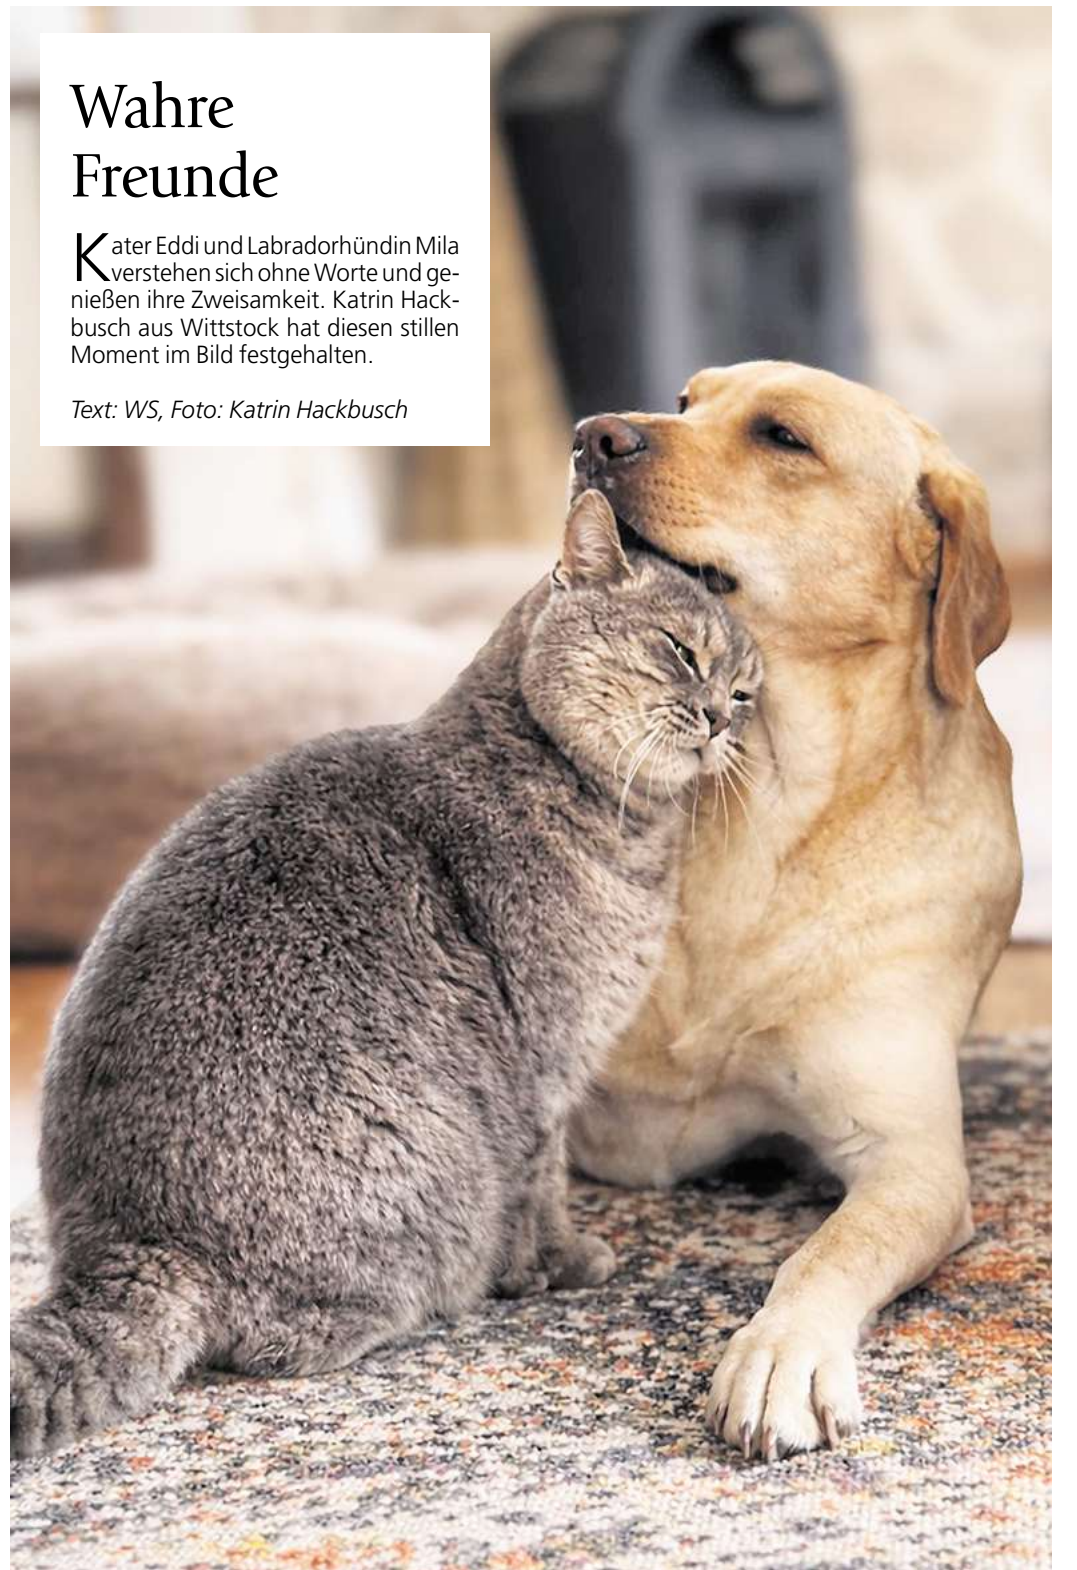 Wahre
Freunde
Kater Eddi und Labradorhündin Mila
verstehen sich ohne Worte und ge-
nießen ihre Zweisamkeit. Katrin Hack-
busch aus Wittstock hat diesen stillen
Moment im Bild festgehalten.
Text: WS, Foto: Katrin Hackbusch